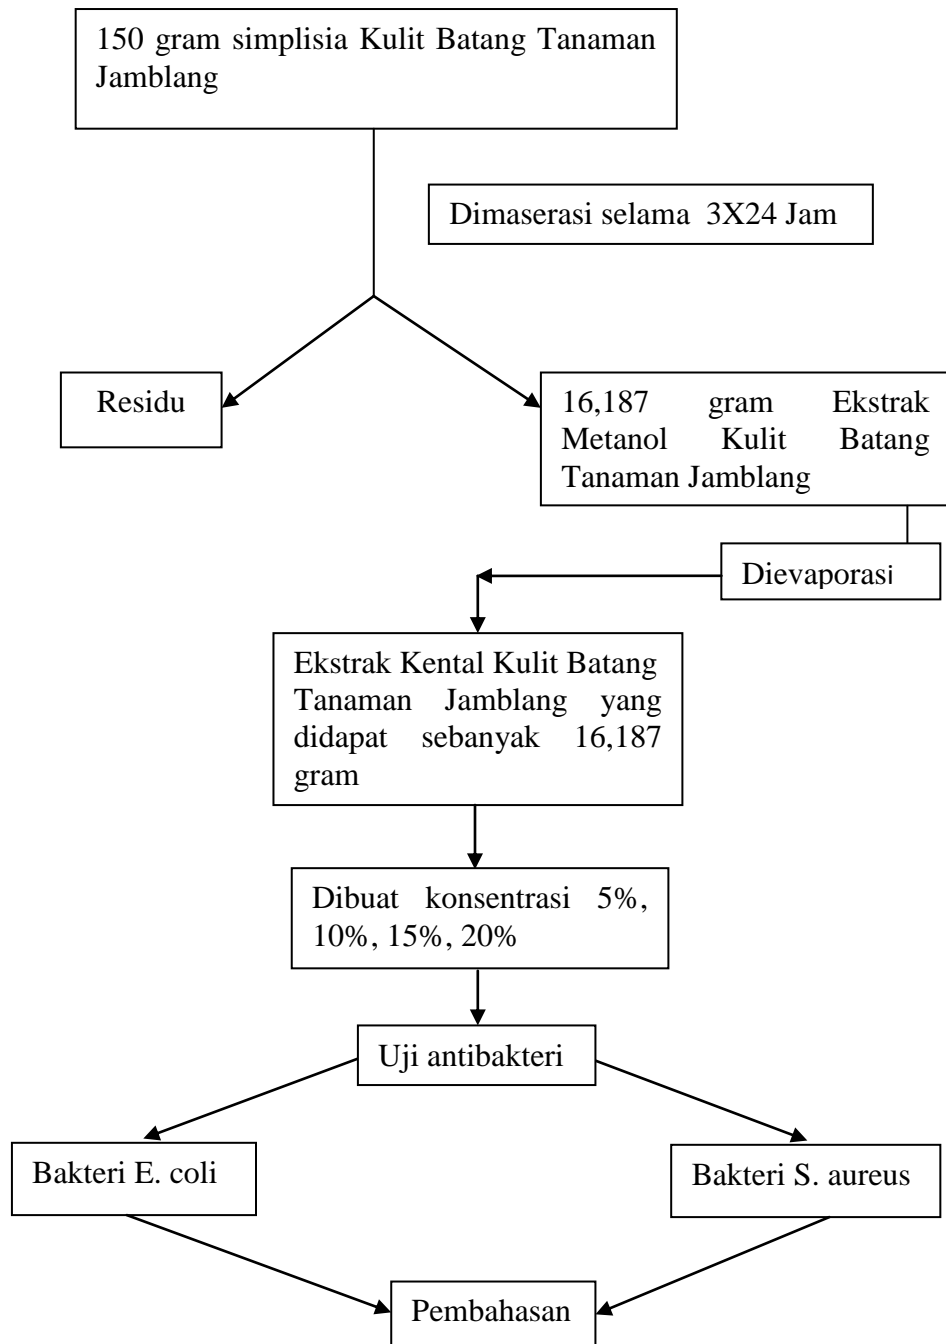 150 gram simplisia Kulit Batang Tanaman
Jamblang
Dimaserasi selama 3X24 Jam
Residu
16,187 gram Ekstrak
Metanol Kulit Batang
Tanaman Jamblang
Dievaporasi
Ekstrak Kental Kulit Batang
Tanaman Jamblang yang
didapat sebanyak 16,187
gram
Dibuat konsentrasi 5%,
10%, 15%, 20%
Uji antibakteri
Bakteri E. coli
Bakteri S. aureus
Pembahasan